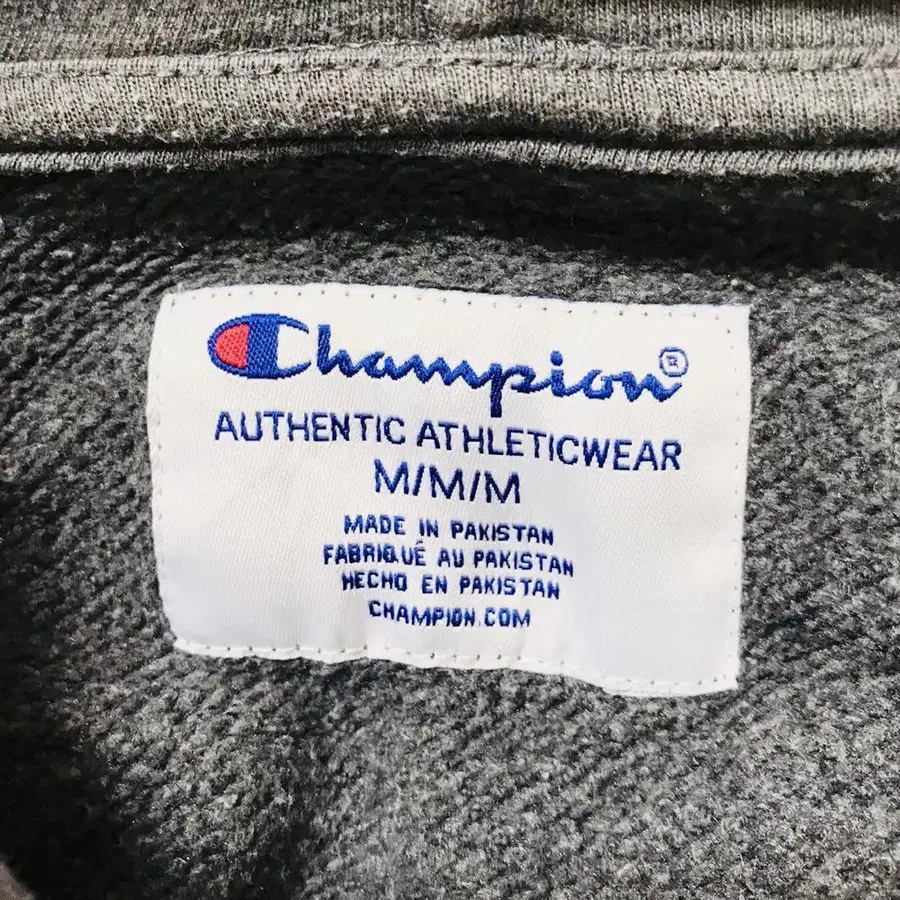 Champion®
AUTHENTIC ATHLETICWEAR
M/M/M
MADE IN PAKISTAN
FABRIQUÉ AU PAKISTAN
HECHO EN PAKISTAN
CHAMPION.COM